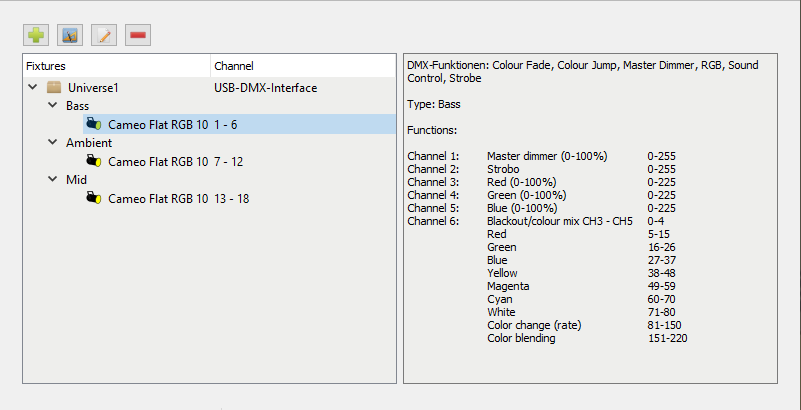 Fixtures Channel
Universe1 USB-DMX-Interface
Bass
Cameo Flat RGB 10 1 - 6
Ambient
Cameo Flat RGB 10 7 - 12
Mid
Cameo Flat RGB 10 13 - 18
DMX-Funktionen: Colour Fade, Colour Jump, Master Dimmer, RGB, Sound
Control, Strobe
Type: Bass
Functions:
Channel 1: Master dimmer (0-100%) 0-255
Channel 2: Strobo 0-255
Channel 3: Red (0-100%) 0-225
Channel 4: Green (0-100%) 0-225
Channel 5: Blue (0-100%) 0-225
Channel 6: Blackout/colour mix CH3 - CH5 0-4
Red 5-15
Green 16-26
Blue 27-37
Yellow 38-48
Magenta 49-59
Cyan 60-70
White 71-80
Color change (rate) 81-150
Color blending 151-220